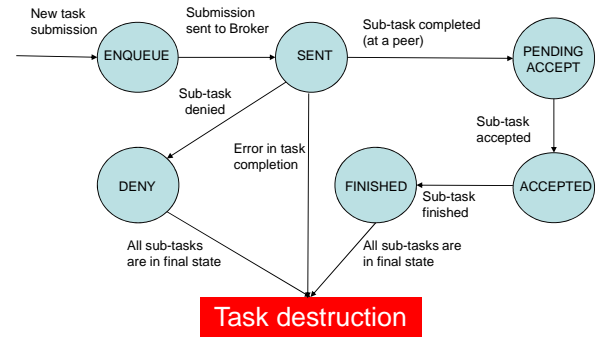 New task
submission
Submission
sent to Broker
Sub-task completed
(at a peer)
ENQUEUE
SENT
PENDING
ACCEPT
Sub-task
denied
Sub-task
accepted
Error in task
completion
DENY
FINISHED
ACCEPTED
Sub-task
finished
All sub-tasks
are in final state
All sub-tasks are
in final state
Task destruction